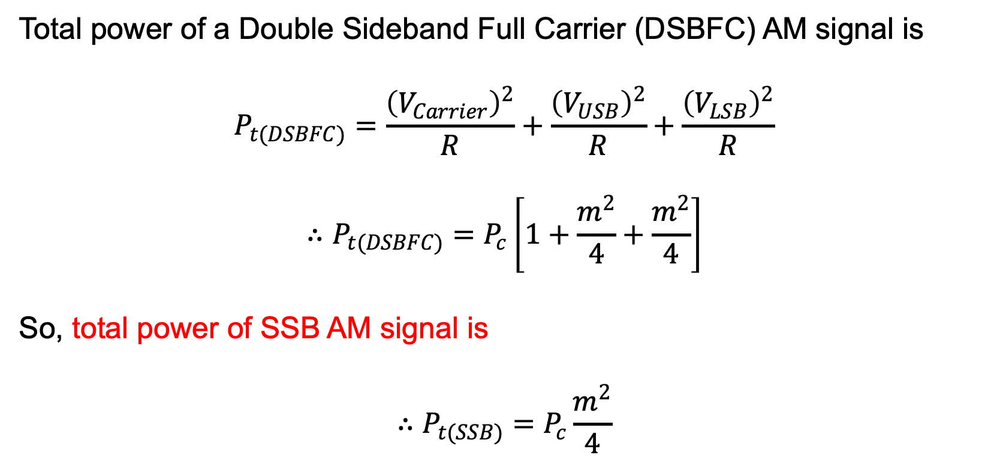 Total power of a Double Sideband Full Carrier (DSBFC) AM signal is
$P_{t(DSBFC)} = \frac{(V_{Carrier})^2}{R} + \frac{(V_{USB})^2}{R} + \frac{(V_{LSB})^2}{R}$
$\therefore P_{t(DSBFC)} = P_c \left[ 1 + \frac{m^2}{4} + \frac{m^2}{4} \right]$
So, total power of SSB AM signal is
$\therefore P_{t(SSB)} = P_c \frac{m^2}{4}$